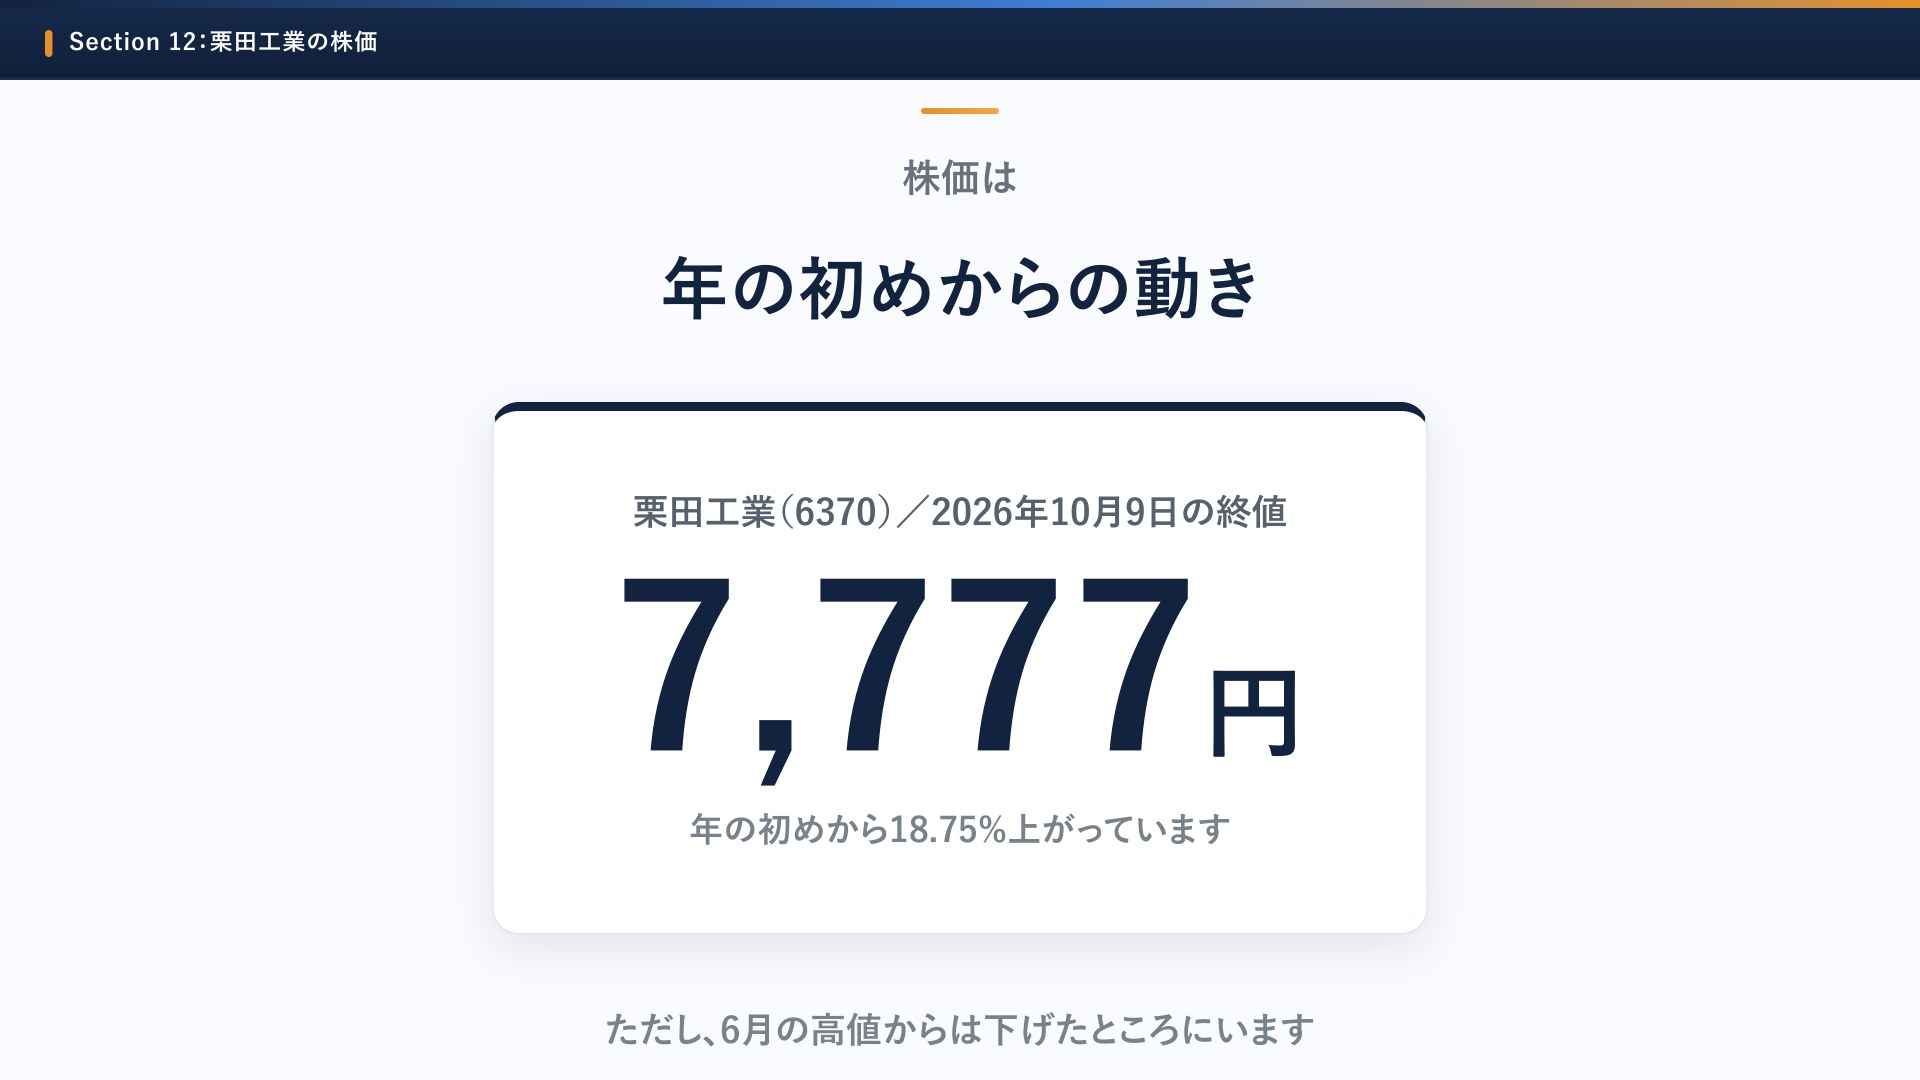 Section 12：栗田工業の株価
株価は
年の初めからの動き
栗田工業（6370）／2026年10月9日の終値
7,777円
年の初めから18.75%上がっています
ただし、6月の高値からは下げたところにいます